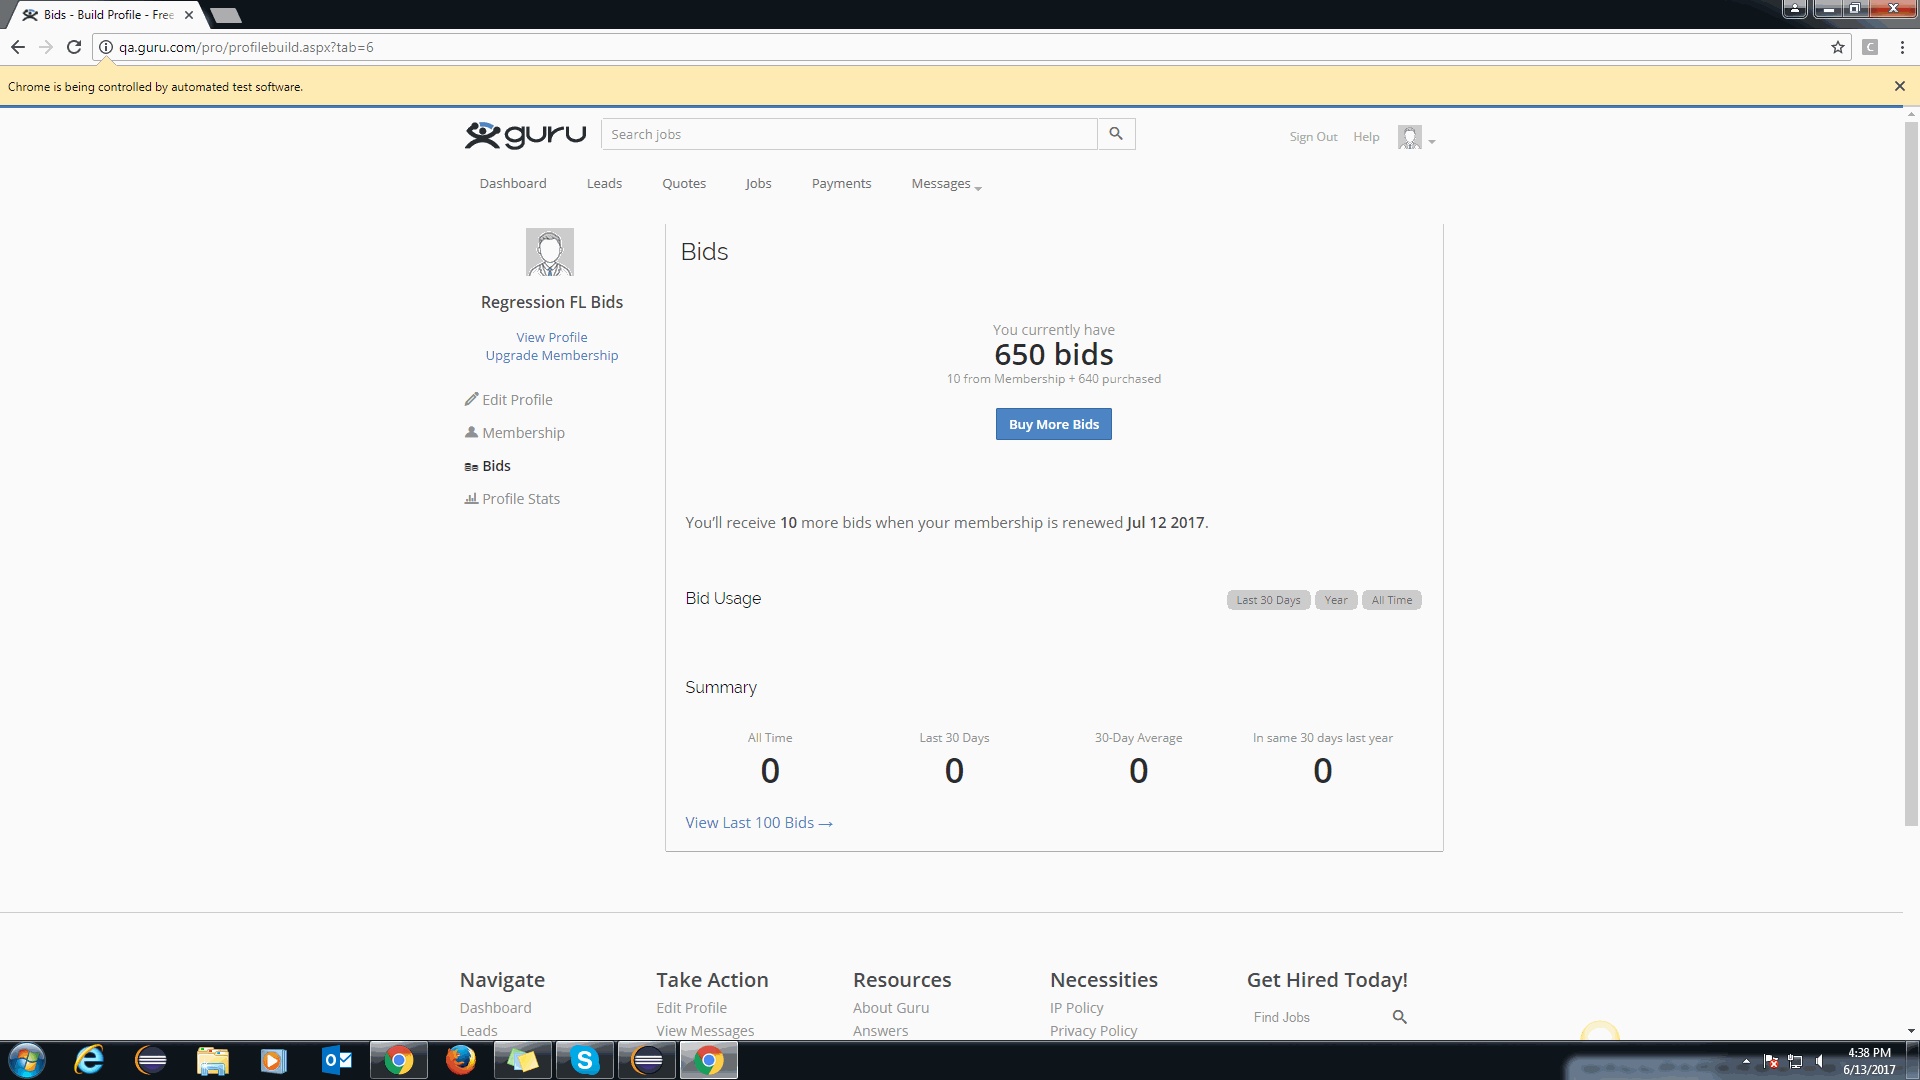 Bids - Build Profile - Free
qa.guru.com/pro/profilebuild.aspx?tab=6
C
Chrome is being controlled by automated test software.
guru
Search jobs
Sign Out
Help
Dashboard
Leads
Quotes
Jobs
Payments
Messages
Regression FL Bids
View Profile
Upgrade Membership
Edit Profile
Membership
Bids
Profile Stats
Bids
You currently have
650 bids
10 from Membership + 640 purchased
Buy More Bids
You'll receive 10 more bids when your membership is renewed Jul 12 2017.
Bid Usage
Last 30 Days
Year
All Time
Summary
All Time
0
Last 30 Days
0
30-Day Average
0
In same 30 days last year
0
View Last 100 Bids →
Navigate
Dashboard
Leads
Take Action
Edit Profile
View Messages
Resources
About Guru
Answers
Necessities
IP Policy
Privacy Policy
Get Hired Today!
Find Jobs
4:38 PM
6/13/2017